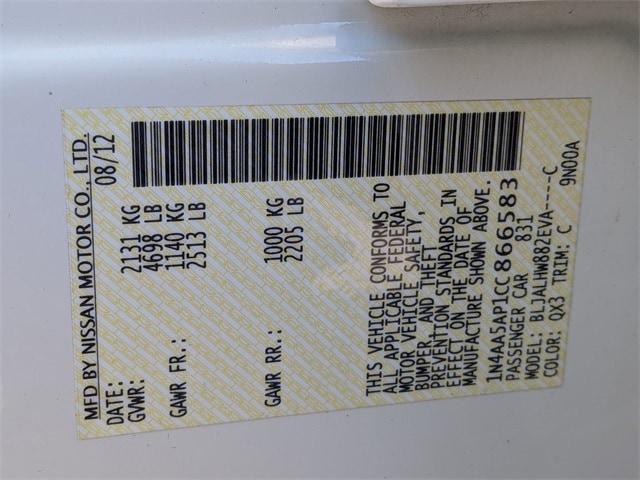 MFD BY NISSAN MOTOR CO., LTD.
DATE: 08/12
GVWR: 2131 KG
4698 LB
GAWR FR.: 1140 KG
2513 LB
GAWR RR.: 1000 KG
2205 LB
THIS VEHICLE CONFORMS TO
ALL APPLICABLE FEDERAL
MOTOR VEHICLE SAFETY,
BUMPER, AND THEFT
PREVENTION STANDARDS IN
EFFECT ON THE DATE OF
MANUFACTURE SHOWN ABOVE.
1N4AA5AP1CC866583
PASSENGER CAR 831
MODEL: BLJALHW882EVA----C
COLOR: QX3 TRIM: C 9N00A